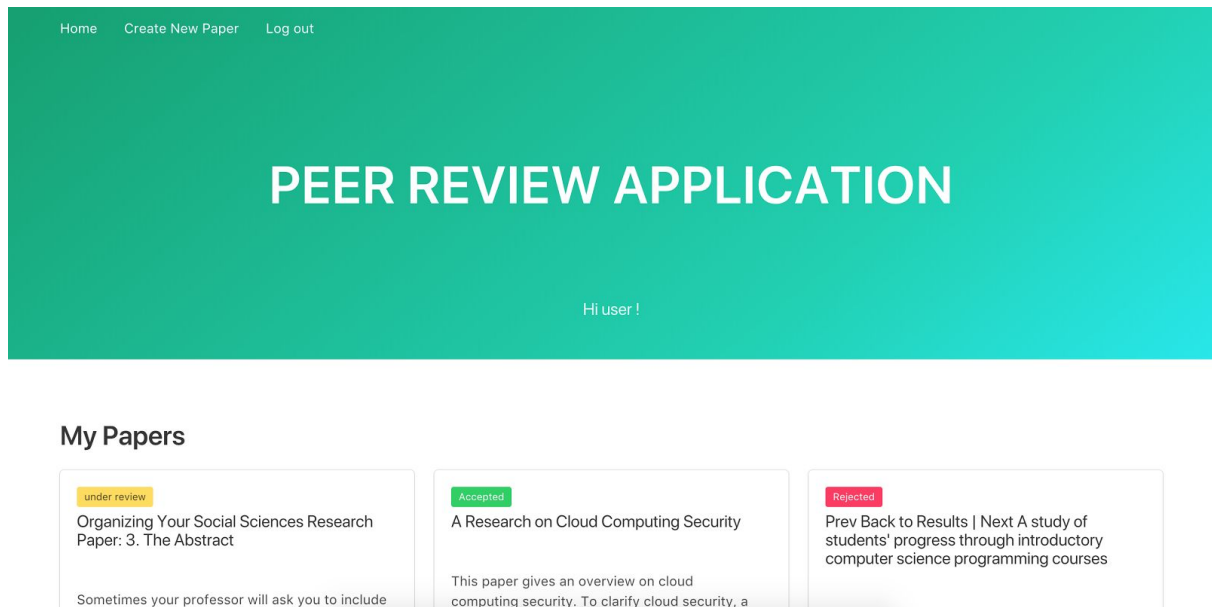 Home Create New Paper Log out
PEER REVIEW APPLICATION
Hi user !
My Papers
under review
Organizing Your Social Sciences Research
Paper: 3. The Abstract
Sometimes your professor will ask you to include
Accepted
A Research on Cloud Computing Security
This paper gives an overview on cloud
computing security. To clarify cloud security, a
Rejected
Prev Back to Results | Next A study of
students' progress through introductory
computer science programming courses